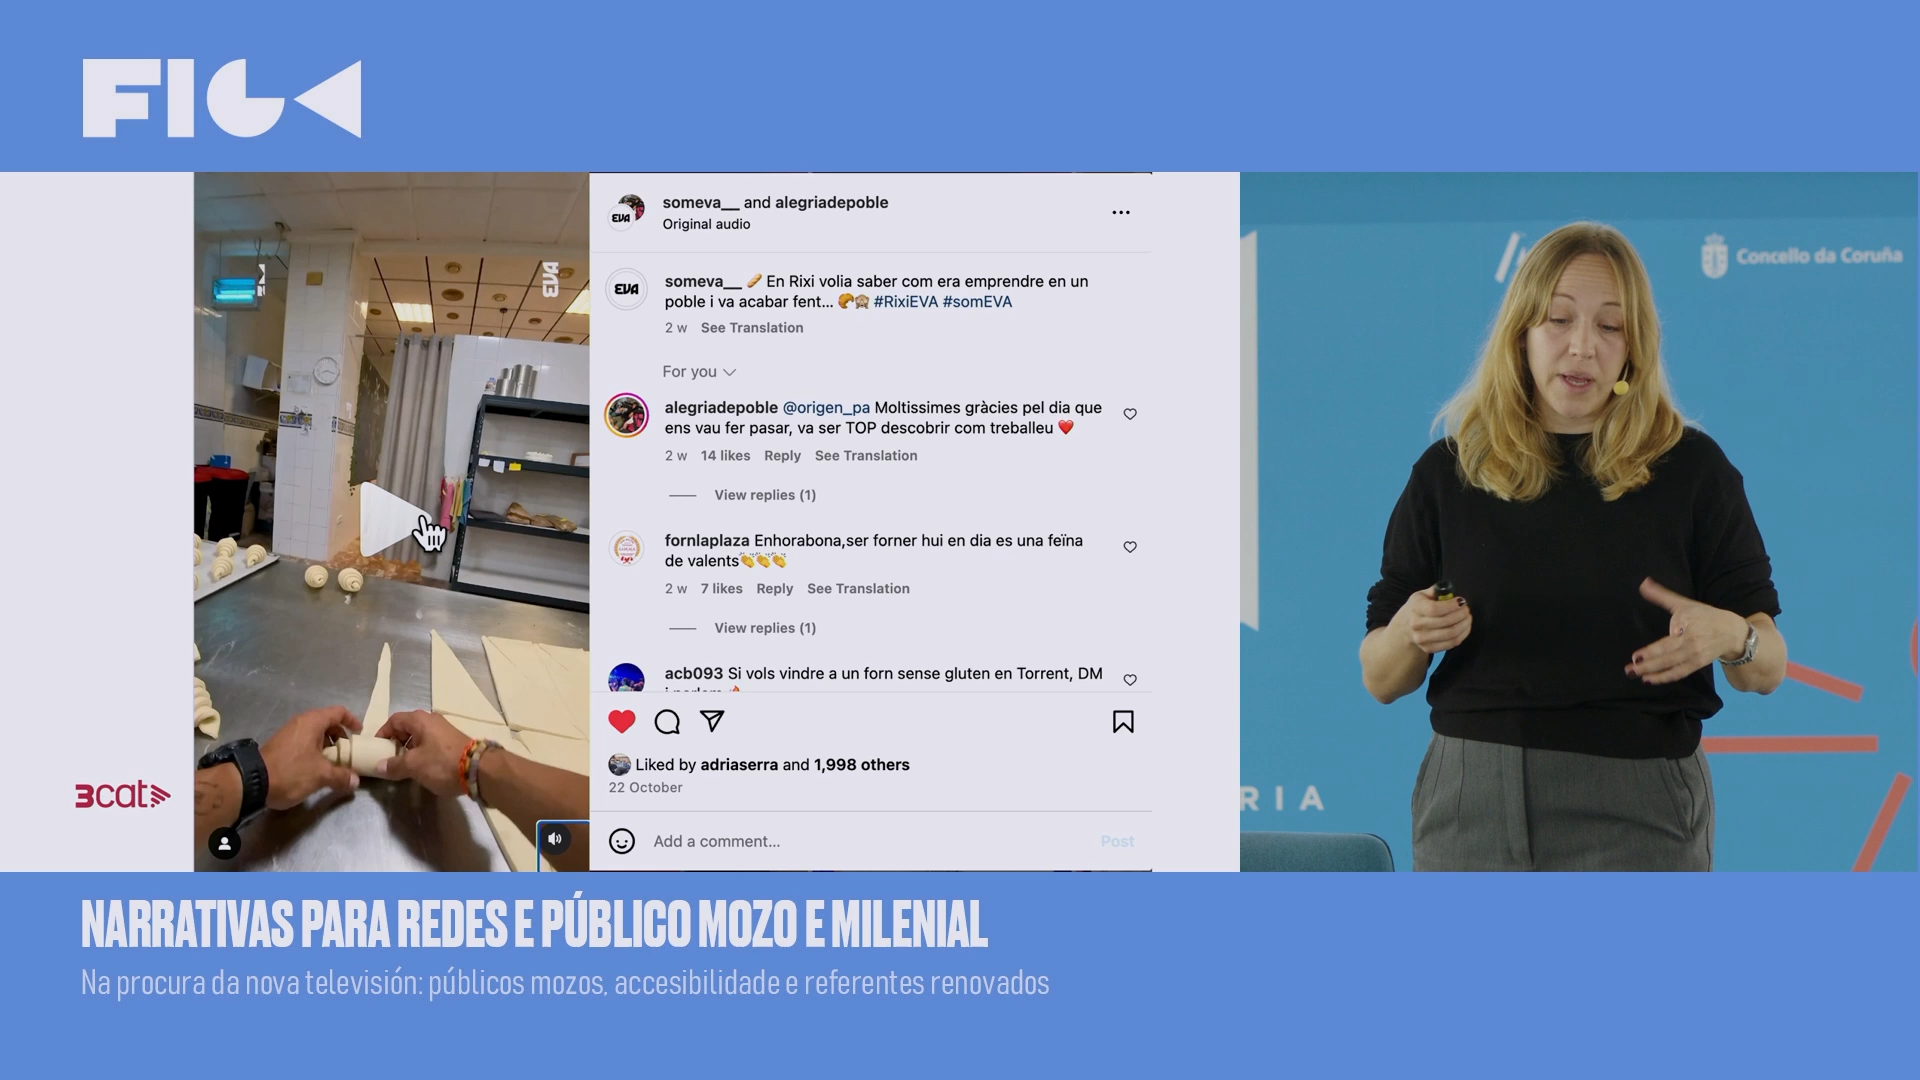 FIC
EVA
someva__ and alegriadepoble
Original audio
EVA
someva__ 🥖 En Rixi volia saber com era emprendre en un
poble i va acabar fent... 🥐🙈 #RixiEVA #somEVA
2 w See Translation
For you
alegriadepoble @origen_pa Moltissimes gràcies pel dia que
ens vau fer pasar, va ser TOP descobrir com treballeu ❤️
2 w 14 likes Reply See Translation
View replies (1)
fornlaplaza Enhorabona,ser forner hui en dia es una feïna
de valents👏👏👏
2 w 7 likes Reply See Translation
View replies (1)
acb093 Si vols vindre a un forn sense gluten en Torrent, DM
i parlem 🔥
Liked by adriaserra and 1,998 others
22 October
Add a comment...
Post
EVA
3cat
Concello da Coruña
RIA
NARRATIVAS PARA REDES E PÚBLICO MOZO E MILENIAL
Na procura da nova televisión: públicos mozos, accesibilidade e referentes renovados